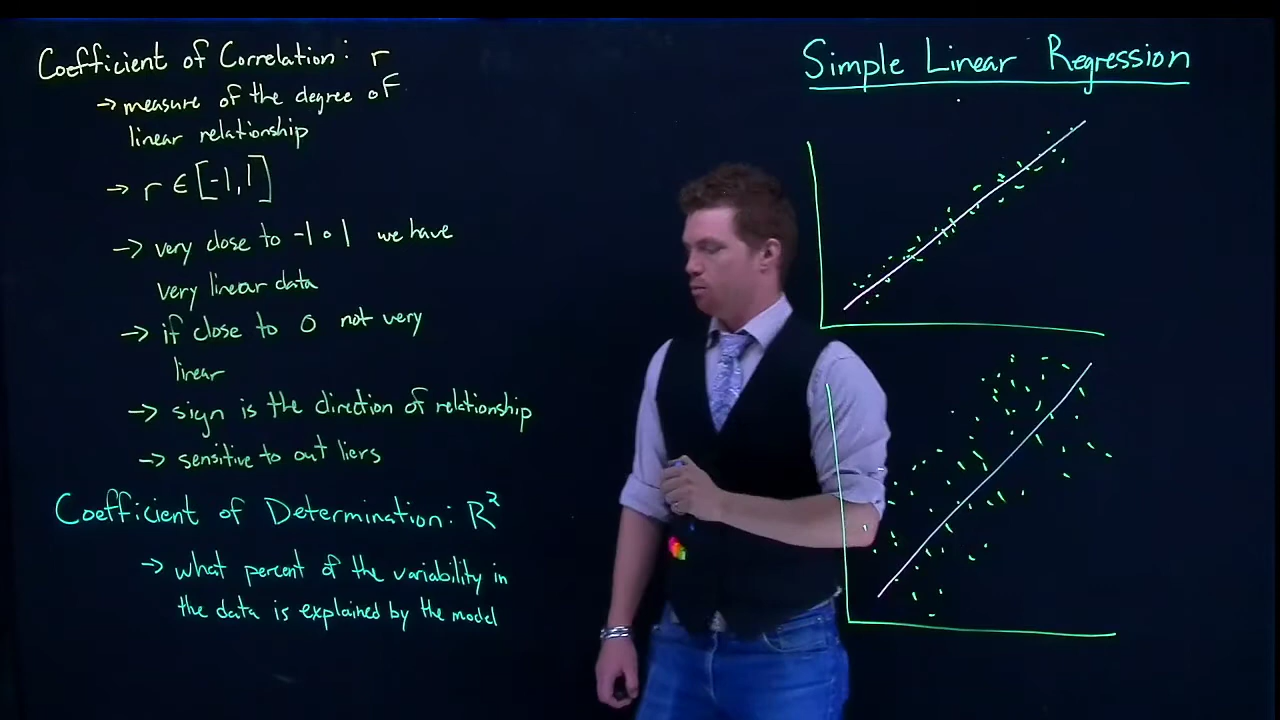 Coefficient of Correlation: r
→ measure of the degree of
linear relationship
→ r ∈ [-1, 1]
→ very close to -1 o 1 we have
very linear data
→ if close to 0 not very
linear
→ sign is the direction of relationship
→ sensitive to out liers
Coefficient of Determination: R²
→ what percent of the variability in
the data is explained by the model
Simple Linear Regression